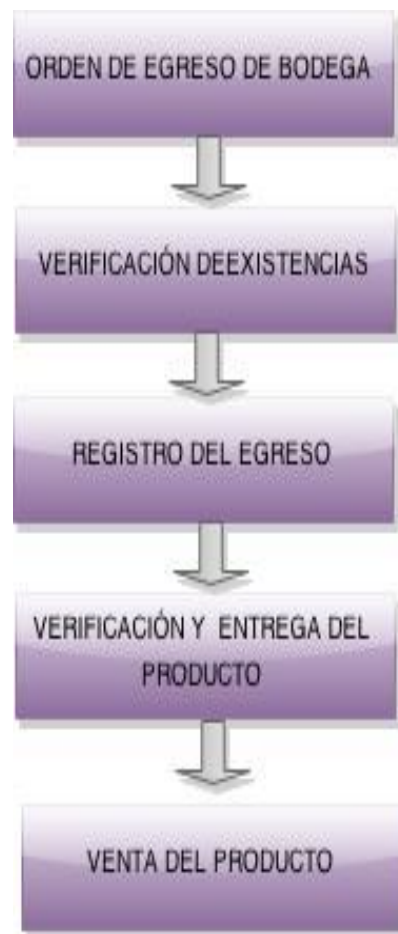 ORDEN DE EGRESO DE BODEGA
VERIFICACIÓN DEEXISTENCIAS
REGISTRO DEL EGRESO
VERIFICACIÓN Y ENTREGA DEL
PRODUCTO
VENTA DEL PRODUCTO